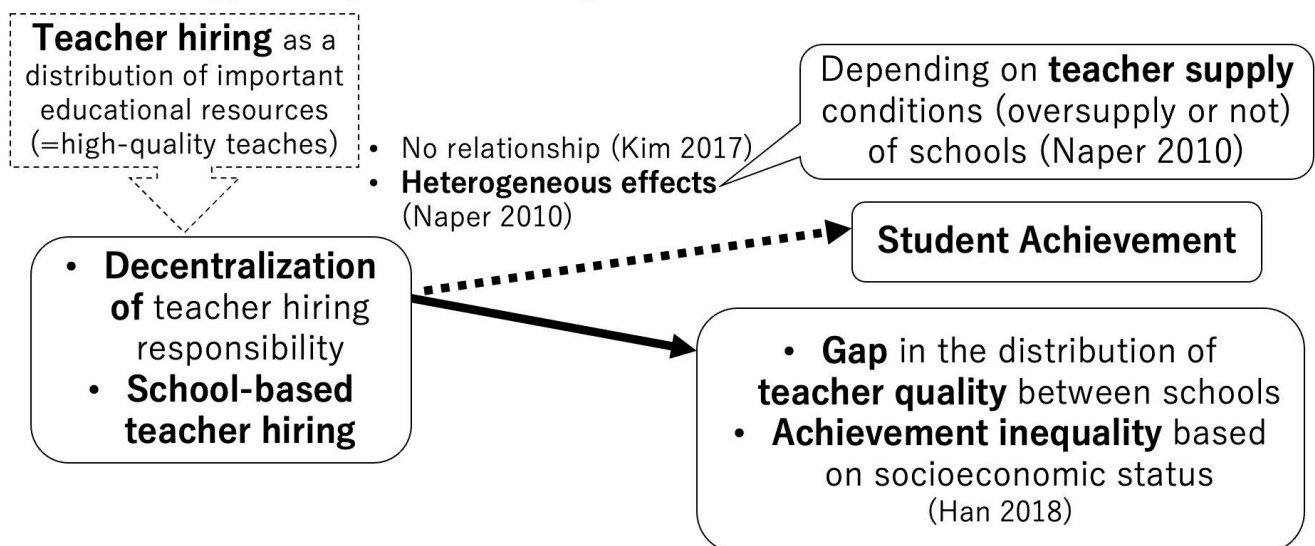 Teacher hiring as a
distribution of important
educational resources
(=high-quality teaches)
• No relationship (Kim 2017)
• Heterogeneous effects
(Naper 2010)
Depending on teacher supply
conditions (oversupply or not)
of schools (Naper 2010)
Student Achievement
• Decentralization
of teacher hiring
responsibility
• School-based
teacher hiring
• Gap in the distribution of
teacher quality between schools
• Achievement inequality based
on socioeconomic status
(Han 2018)